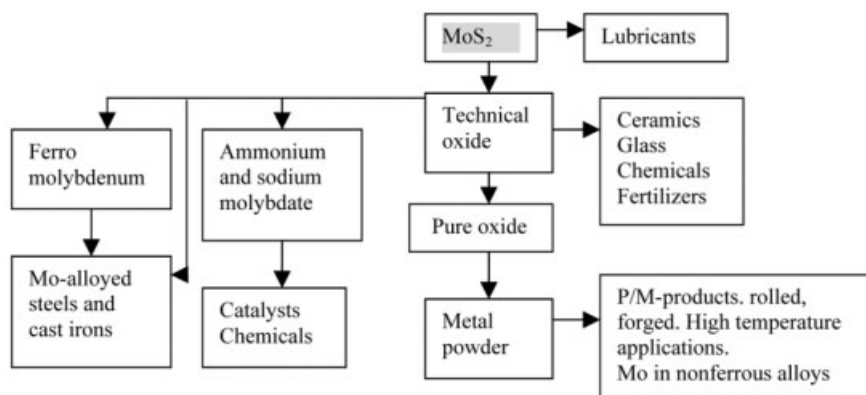 MoS₂
Lubricants
Technical
oxide
Ceramics
Glass
Chemicals
Fertilizers
Ferro
molybdenum
Ammonium
and sodium
molybdate
Pure oxide
Mo-alloyed
steels and
cast irons
Catalysts
Chemicals
Metal
powder
P/M-products. rolled,
forged. High temperature
applications.
Mo in nonferrous alloys